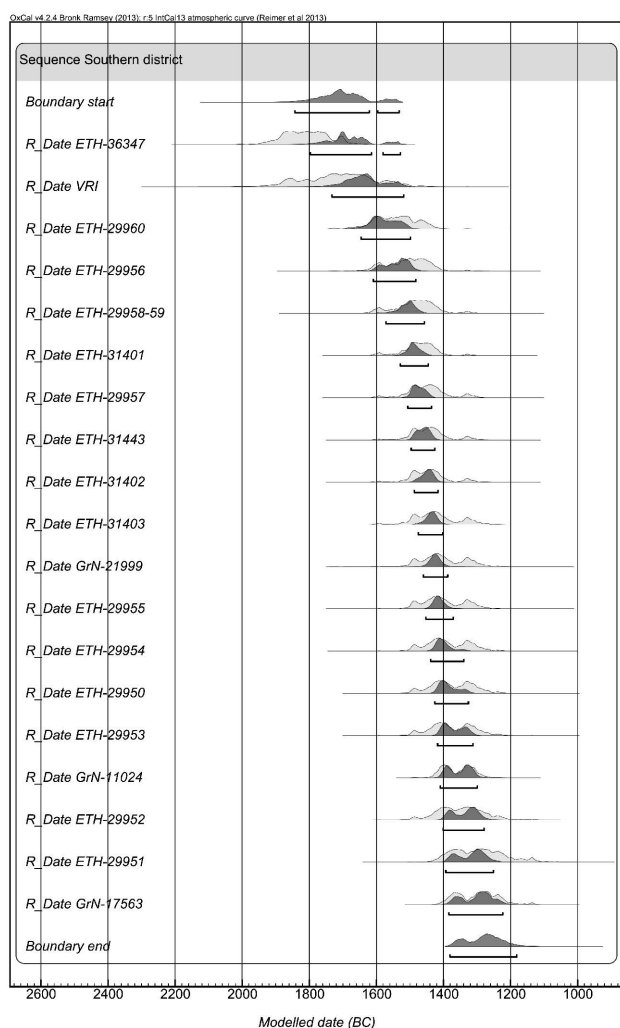 OxCal v4.2.4 Bronk Ramsey (2013); r:5 IntCal13 atmospheric curve (Reimer et al 2013)
Sequence Southern district
Boundary start
R_Date ETH-36347
R_Date VRI
R_Date ETH-29960
R_Date ETH-29956
R_Date ETH-29958-59
R_Date ETH-31401
R_Date ETH-29957
R_Date ETH-31443
R_Date ETH-31402
R_Date ETH-31403
R_Date GrN-21999
R_Date ETH-29955
R_Date ETH-29954
R_Date ETH-29950
R_Date ETH-29953
R_Date GrN-11024
R_Date ETH-29952
R_Date ETH-29951
R_Date GrN-17563
Boundary end
2600 2400 2200 2000 1800 1600 1400 1200 1000
Modelled date (BC)